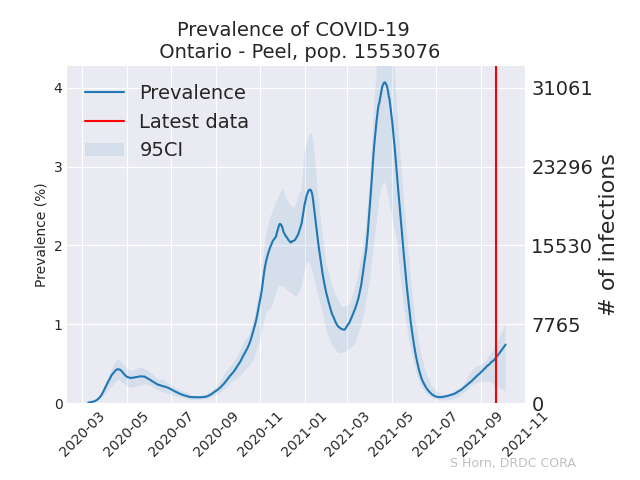 Prevalence of COVID-19
Ontario - Peel, pop. 1553076
Prevalence
Latest data
95CI
Prevalence (%)
4
3
2
1
0
31061
23296
15530
7765
0
# of infections
2020-03
2020-05
2020-07
2020-09
2020-11
2021-01
2021-03
2021-05
2021-07
2021-09
2021-11
S Horn, DRDC CORA